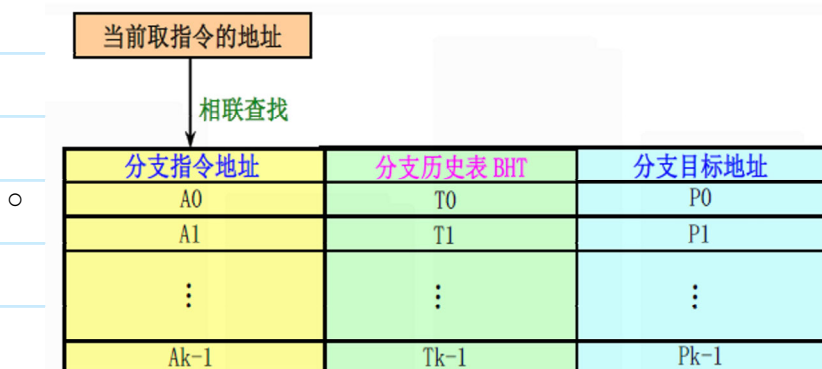 当前取指令的地址
相联查找
分支指令地址 分支历史表 BHT 分支目标地址
A0 T0 P0
A1 T1 P1
⋮ ⋮ ⋮
Ak-1 Tk-1 Pk-1